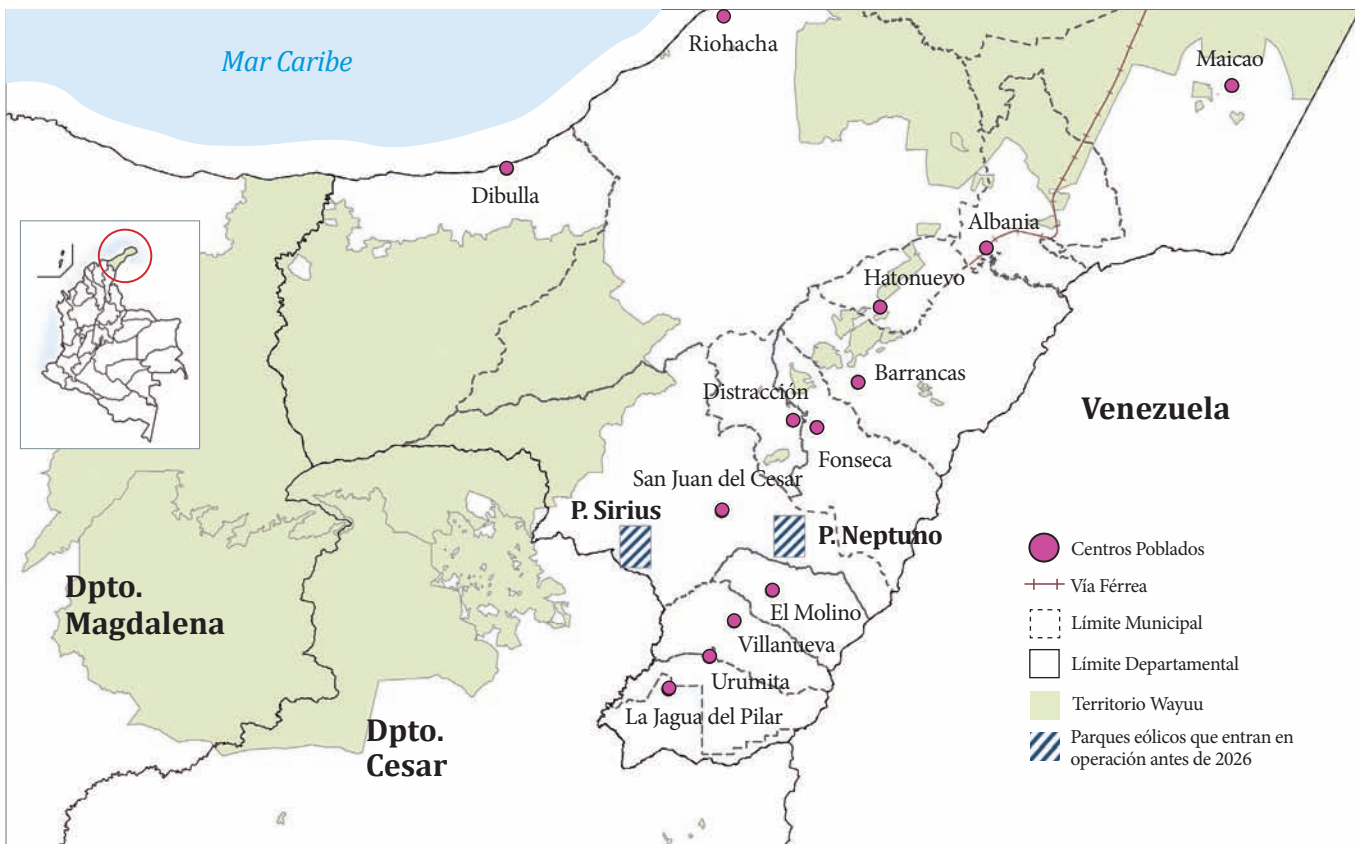 Riohacha
Mar Caribe
Maicao
Dibulla
Albania
Hatonuevo
Barrancas
Distracción
Venezuela
Fonseca
San Juan del Cesar
P. Sirius
P. Neptuno
Dpto.
Magdalena
El Molino
Villanueva
Urumita
La Jagua del Pilar
Dpto.
Cesar
Centros Poblados
Vía Férrea
Límite Municipal
Límite Departamental
Territorio Wayuu
Parques eólicos que entran en
operación antes de 2026